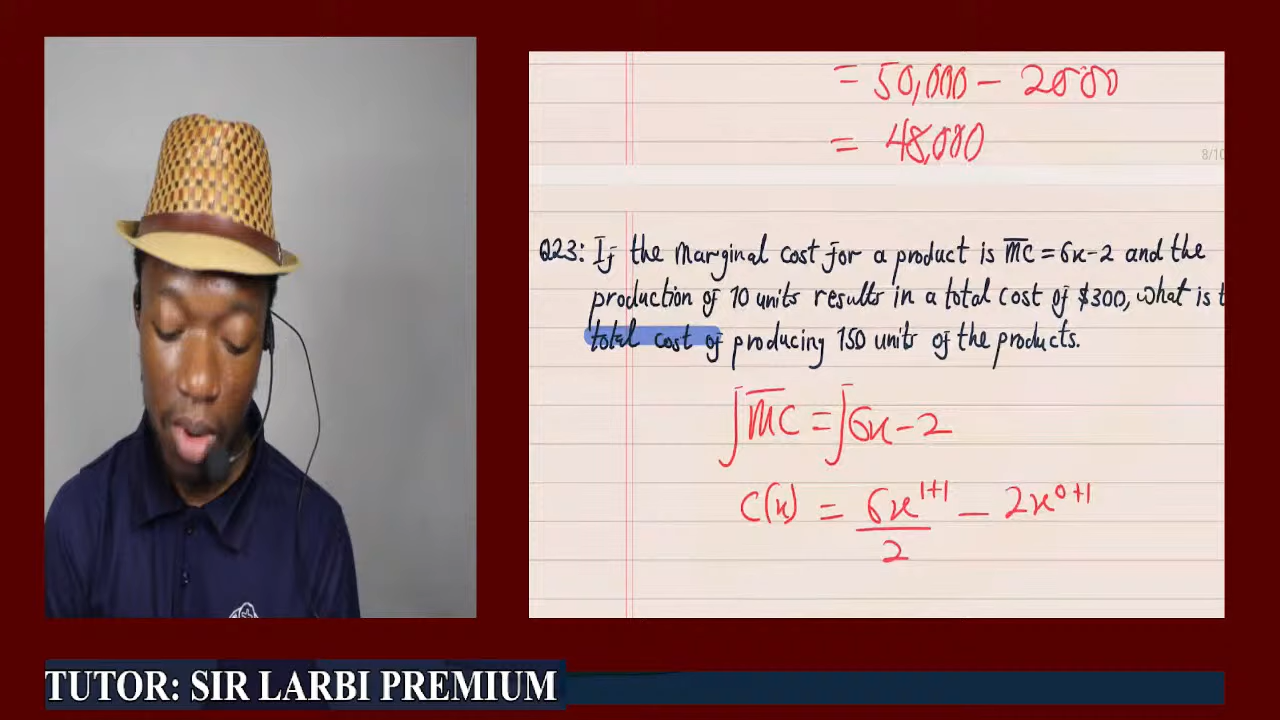 = 50,000 - 2000
= 48,000
8/10
Q23: If the marginal cost for a product is M̅C̅ = 6x-2 and the
production of 10 units results in a total cost of $300, what is t
total cost of producing 150 units of the products.
∫M̅C̅ = ∫6x-2
C(x) = 6x^(1+1)/2 - 2x^(0+1)
TUTOR: SIR LARBI PREMIUM